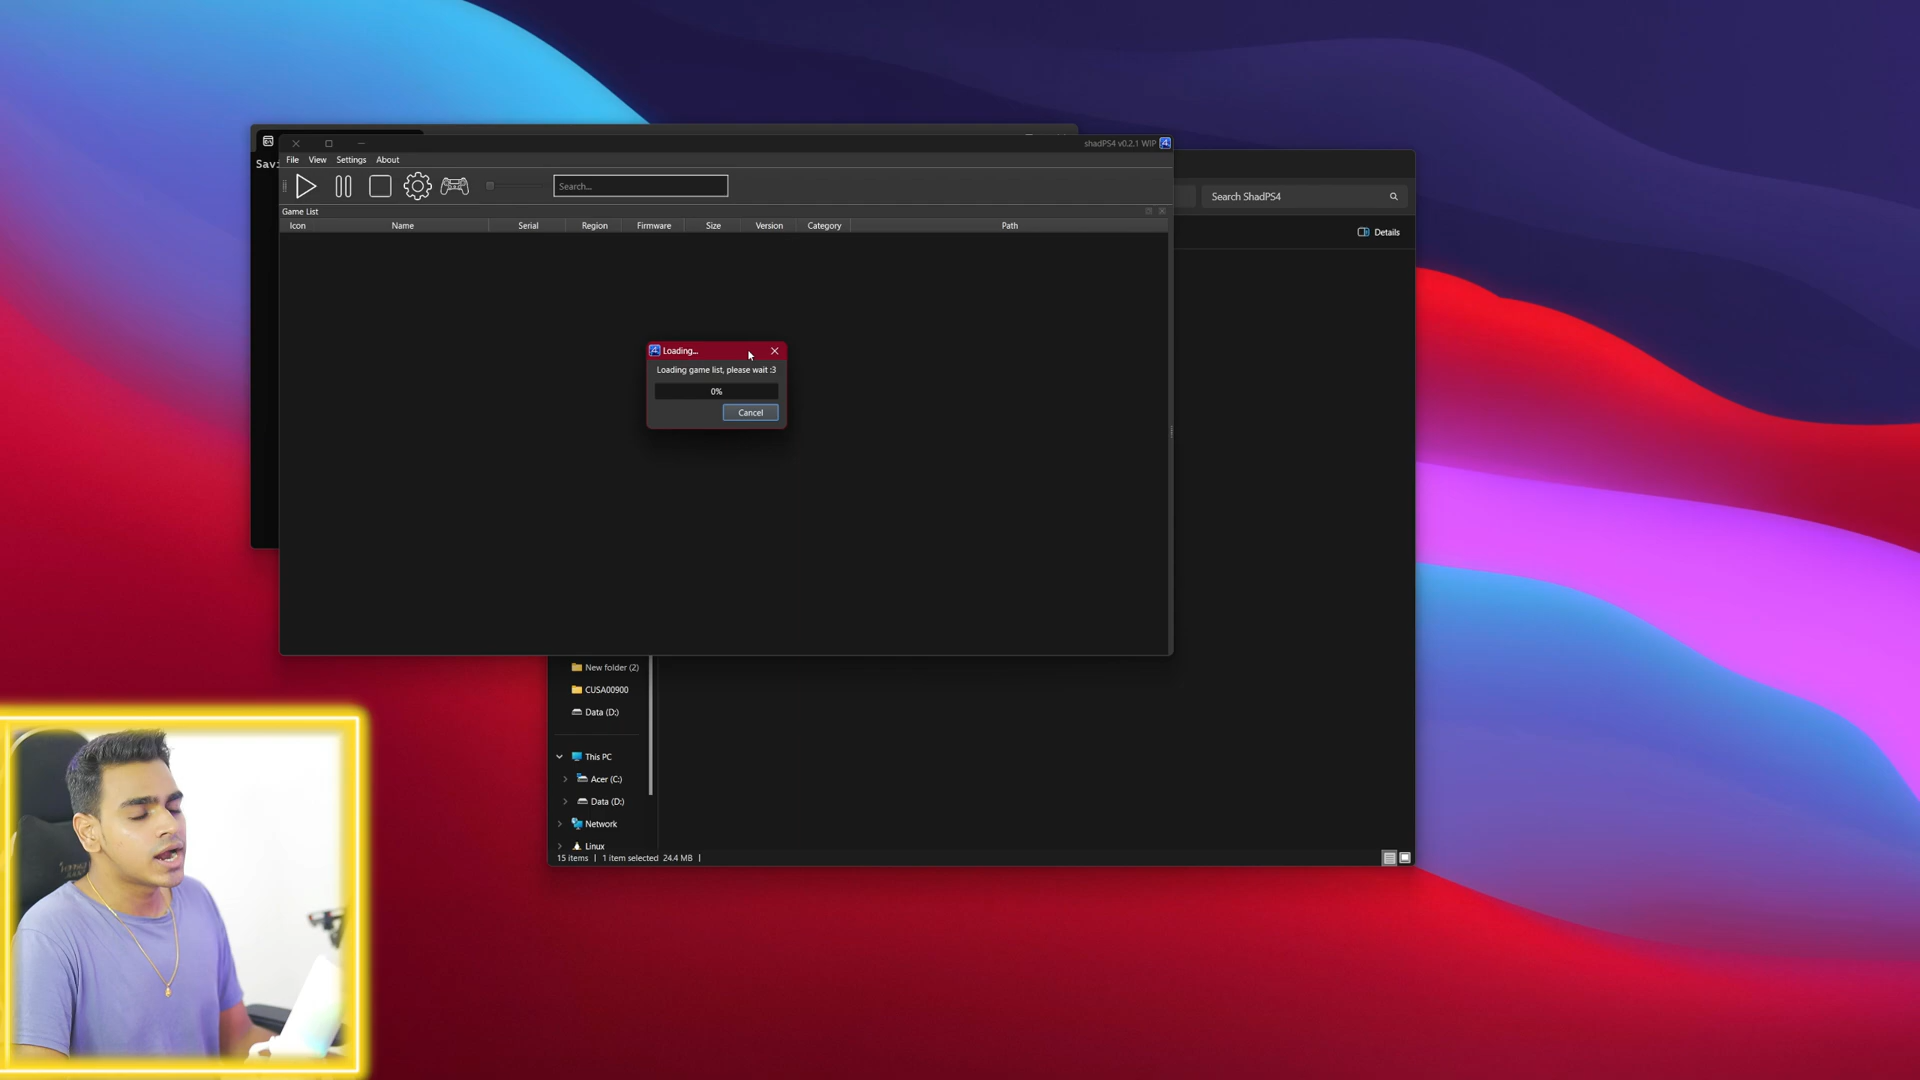 Sav:
shadPS4 v0.2.1 WIP
File View Settings About
Search...
Game List
Icon Name Serial Region Firmware Size Version Category Path
Search ShadPS4
Details
Loading...
Loading game list, please wait :3
0%
Cancel
New folder (2)
CUSA00900
Data (D:)
This PC
Acer (C:)
Data (D:)
Network
Linux
15 items | 1 item selected 24.4 MB |